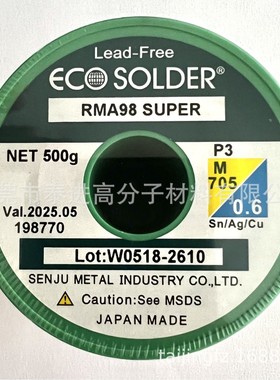 Lead-Free
ECO SOLDER®
RMA98 SUPER
NET 500g
P3
M
705
0.6
Val.2025.05
198770
Sn/Ag/Cu
Lot:W0518-2610
SENJU METAL INDUSTRY CO.,LTD.
Caution:See MSDS
JAPAN MADE